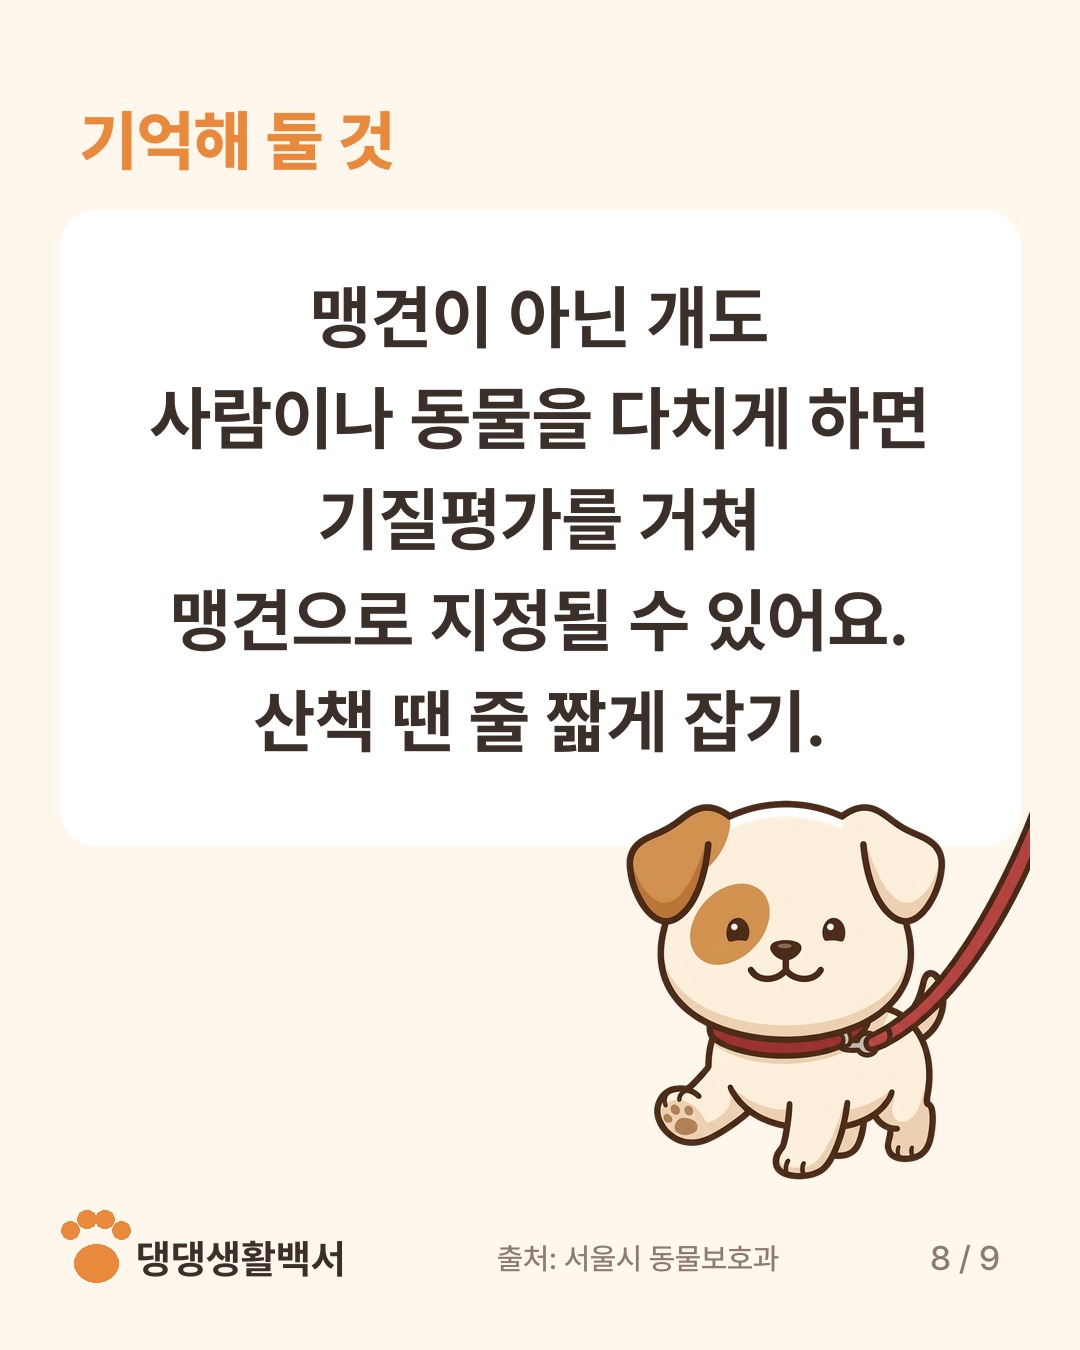 기억해 둘 것
맹견이 아닌 개도
사람이나 동물을 다치게 하면
기질평가를 거쳐
맹견으로 지정될 수 있어요.
산책 땐 줄 짧게 잡기.
댕댕생활백서
출처: 서울시 동물보호과
8 / 9